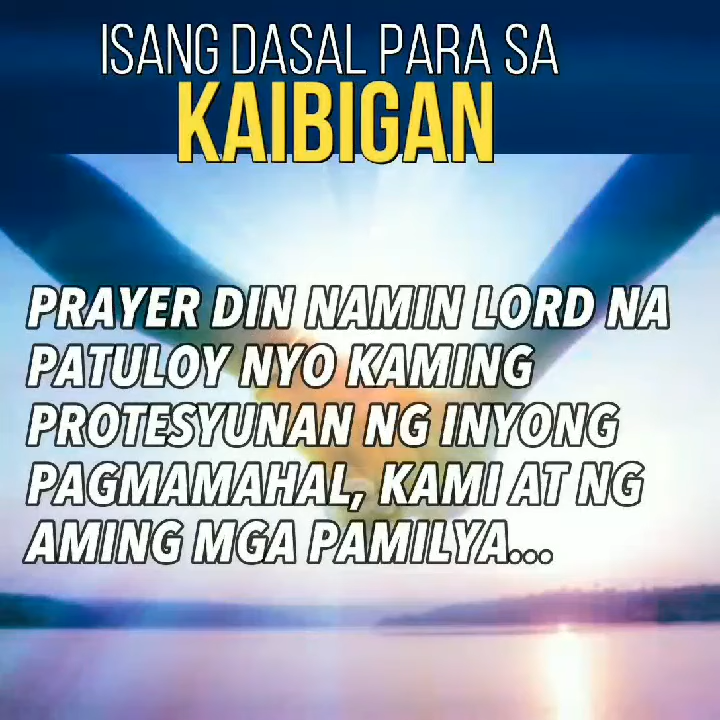 ISANG DASAL PARA SA
KAIBIGAN
PRAYER DIN NAMIN LORD NA
PATULOY NYO KAMING
PROTESYUNAN NG INYONG
PAGMAMAHAL, KAMI AT NG
AMING MGA PAMILYA...